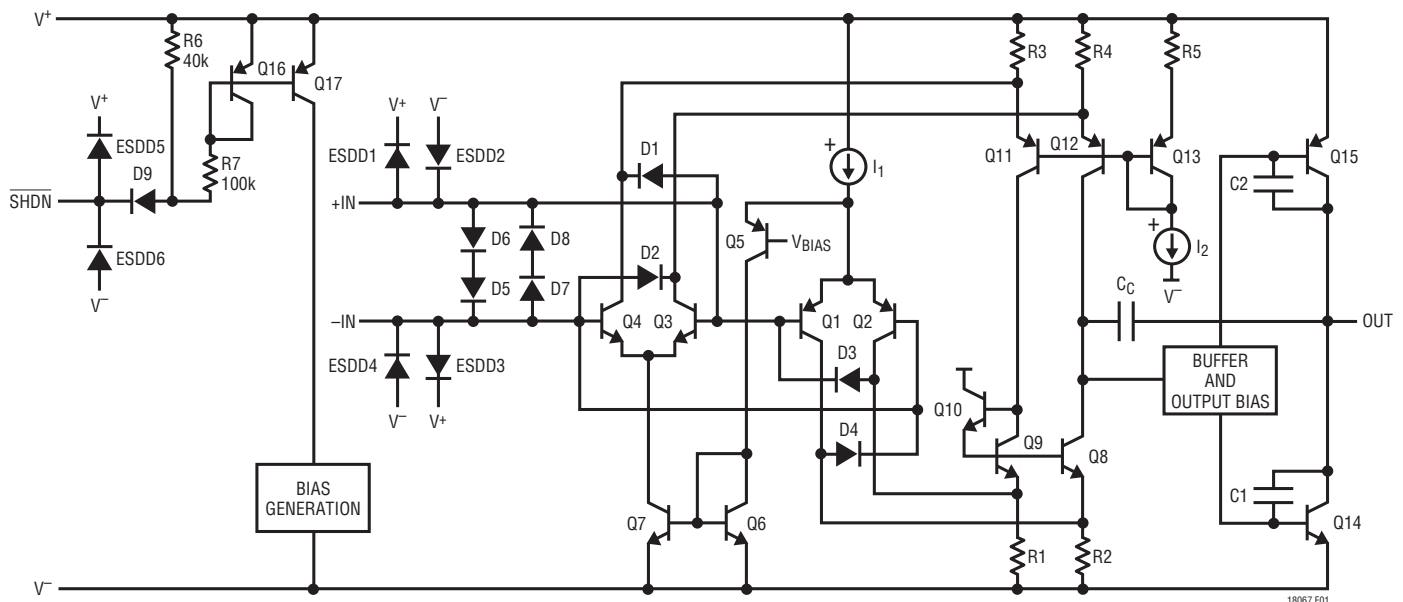 V+
R6
40k
Q16
Q17
R3
R4
R5
V+
ESDD5
D9
R7
100k
SHDN
ESDD6
V−
V+
V−
ESDD1
ESDD2
D1
+IN
D6
D8
D2
D5
D7
−IN
Q4
Q3
ESDD4
ESDD3
V−
V+
+
I1
Q5
VBIAS
Q1
Q2
D3
D4
Q11
Q12
Q13
+
I2
V−
Q15
C2
CC
OUT
BUFFER
AND
OUTPUT BIAS
Q10
Q9
Q8
C1
Q14
BIAS
GENERATION
Q7
Q6
R1
R2
V−
18067 F01